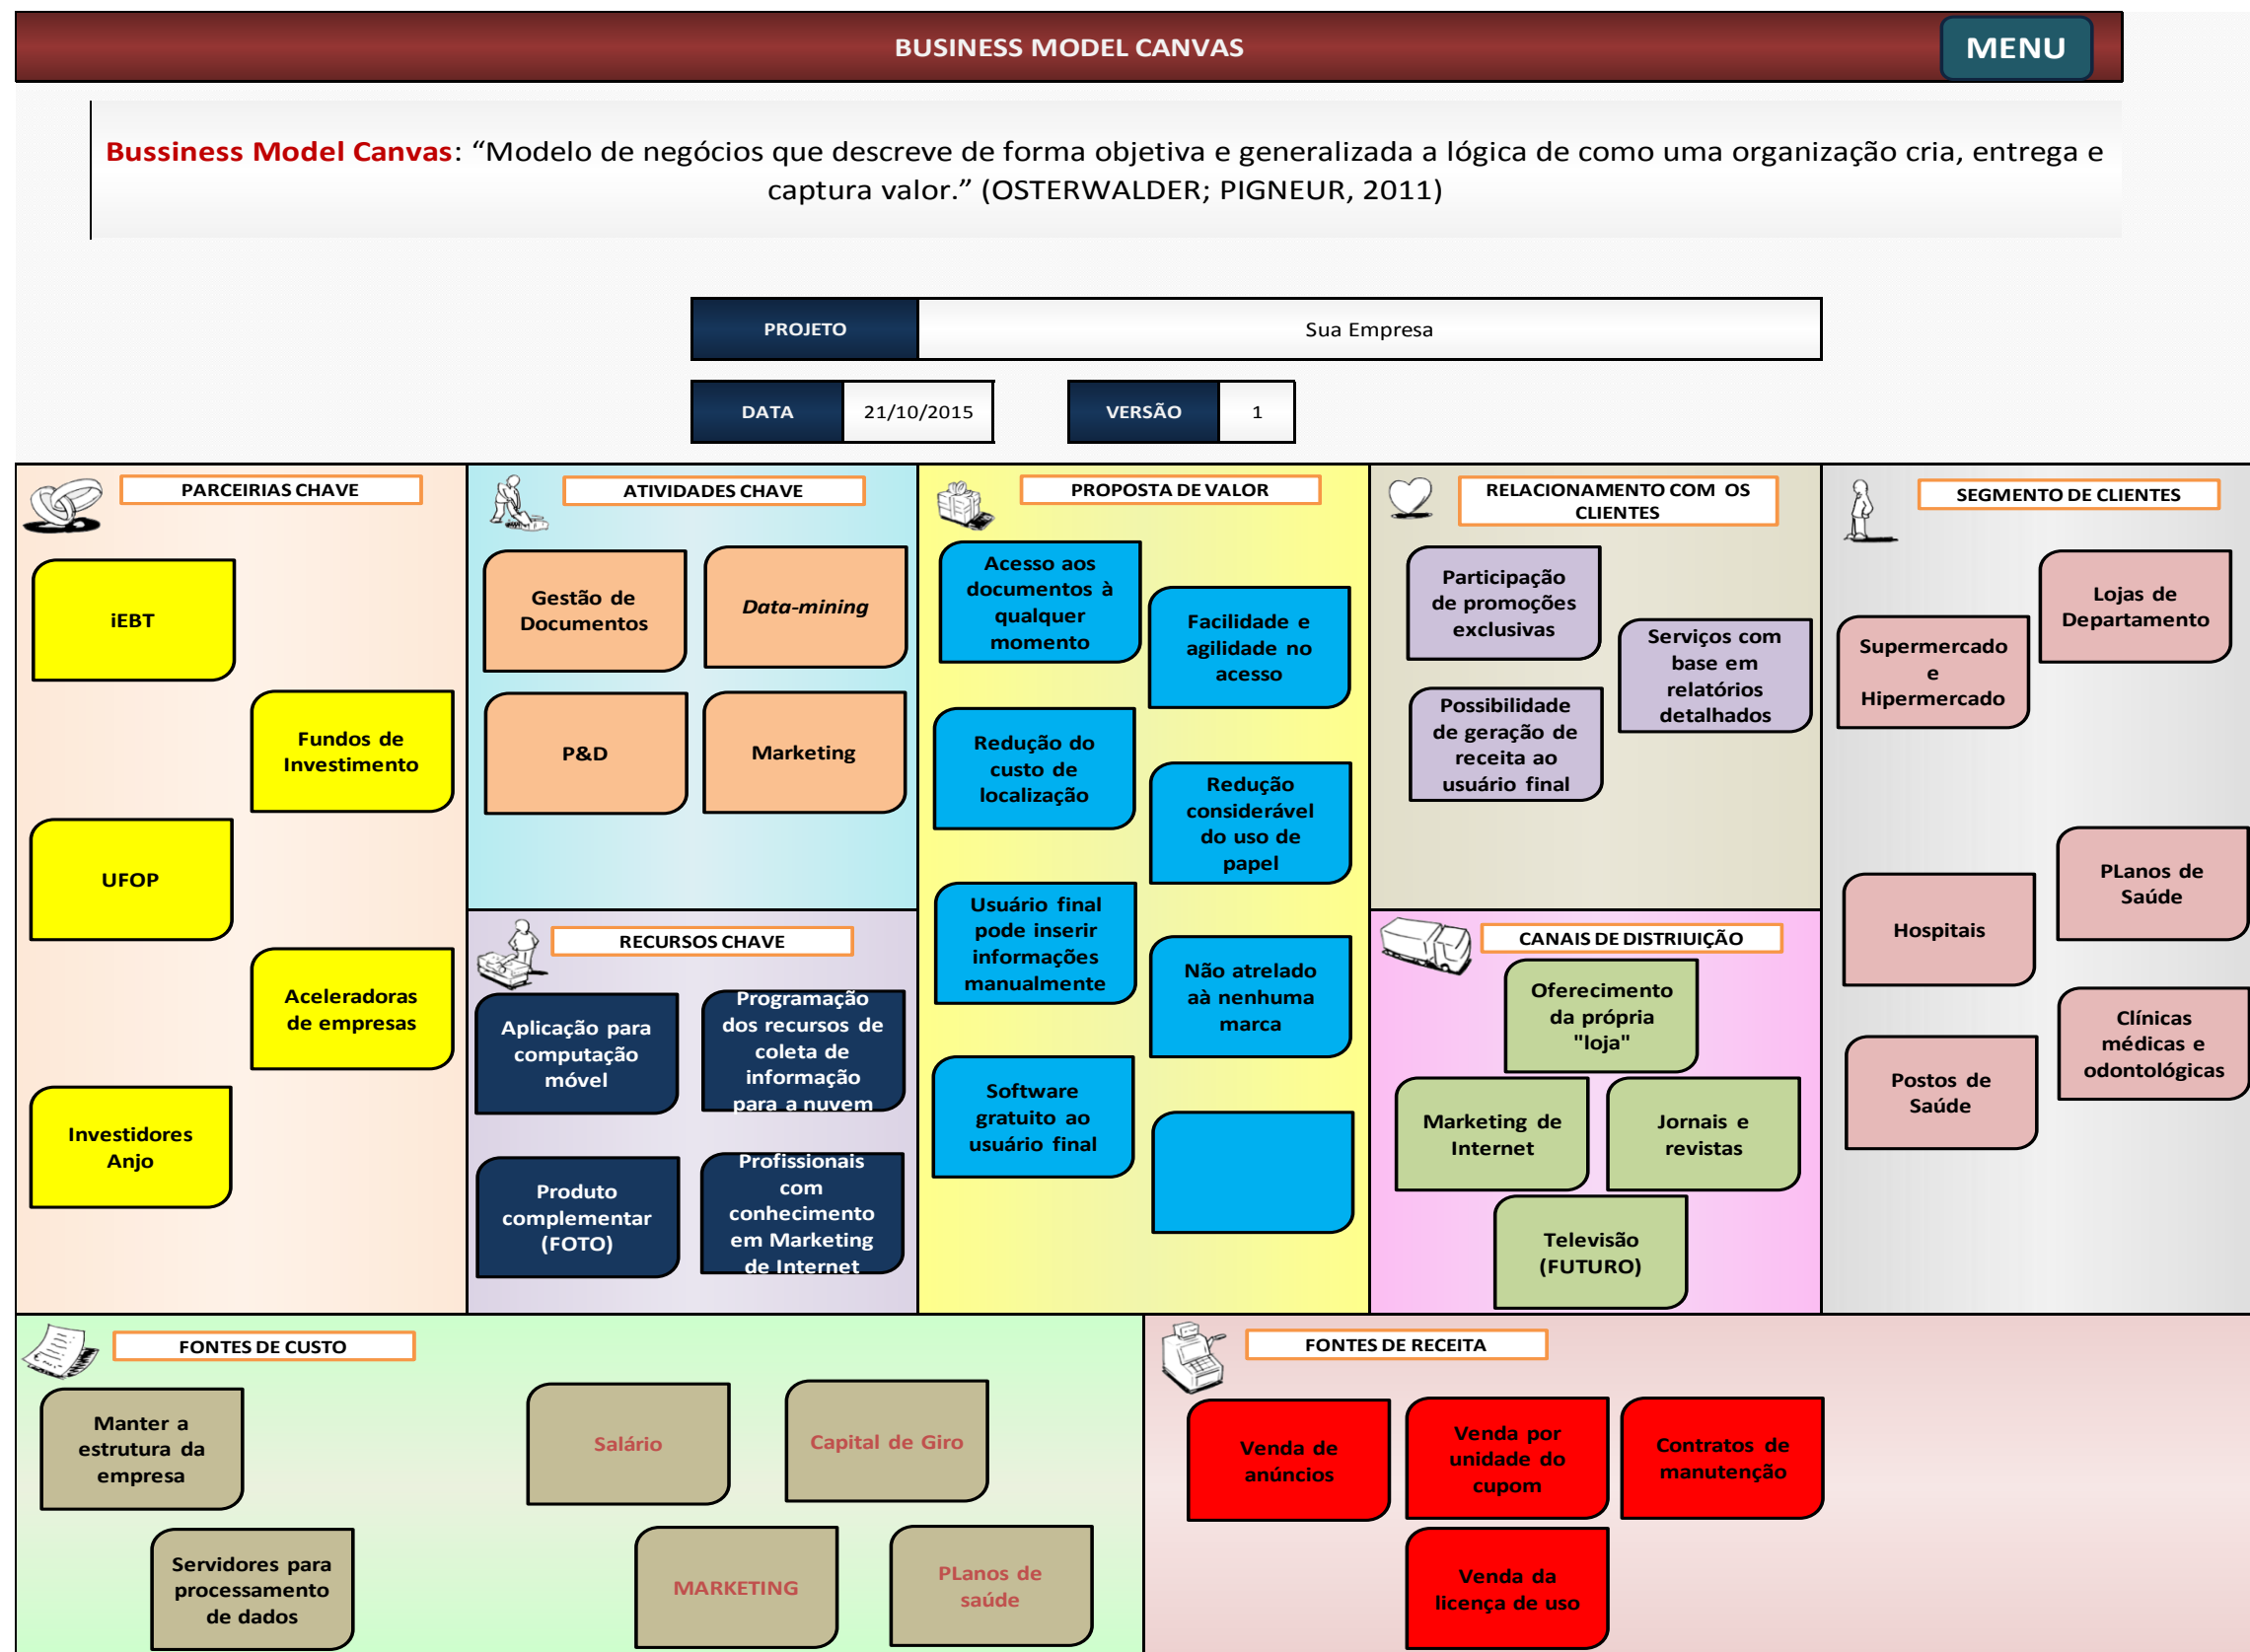 BUSINESS MODEL CANVAS
MENU
Bussiness Model Canvas: “Modelo de negócios que descreve de forma objetiva e generalizada a lógica de como uma organização cria, entrega e
captura valor.” (OSTERWALDER; PIGNEUR, 2011)
PROJETO
Sua Empresa
DATA
21/10/2015
VERSÃO
1
PARCEIRIAS CHAVE
iEBT
Fundos de
Investimento
UFOP
Aceleradoras
de empresas
Investidores
Anjo
ATIVIDADES CHAVE
Gestão de
Documentos
Data-mining
P&D
Marketing
RECURSOS CHAVE
Aplicação para
computação
móvel
Programação
dos recursos de
coleta de
informação
para a nuvem
Produto
complementar
(FOTO)
Profissionais
com
conhecimento
em Marketing
de Internet
PROPOSTA DE VALOR
Acesso aos
documentos à
qualquer
momento
Facilidade e
agilidade no
acesso
Redução do
custo de
localização
Redução
considerável
do uso de
papel
Usuário final
pode inserir
informações
manualmente
Não atrelado
aà nenhuma
marca
Software
gratuito ao
usuário final
RELACIONAMENTO COM OS
CLIENTES
Participação
de promoções
exclusivas
Serviços com
base em
relatórios
detalhados
Possibilidade
de geração de
receita ao
usuário final
CANAIS DE DISTRIUIÇÃO
Oferecimento
da própria
"loja"
Marketing de
Internet
Jornais e
revistas
Televisão
(FUTURO)
SEGMENTO DE CLIENTES
Lojas de
Departamento
Supermercado
e
Hipermercado
PLanos de
Saúde
Hospitais
Clínicas
médicas e
odontológicas
Postos de
Saúde
FONTES DE CUSTO
Manter a
estrutura da
empresa
Salário
Capital de Giro
Servidores para
processamento
de dados
MARKETING
PLanos de
saúde
FONTES DE RECEITA
Venda de
anúncios
Venda por
unidade do
cupom
Contratos de
manutenção
Venda da
licença de uso